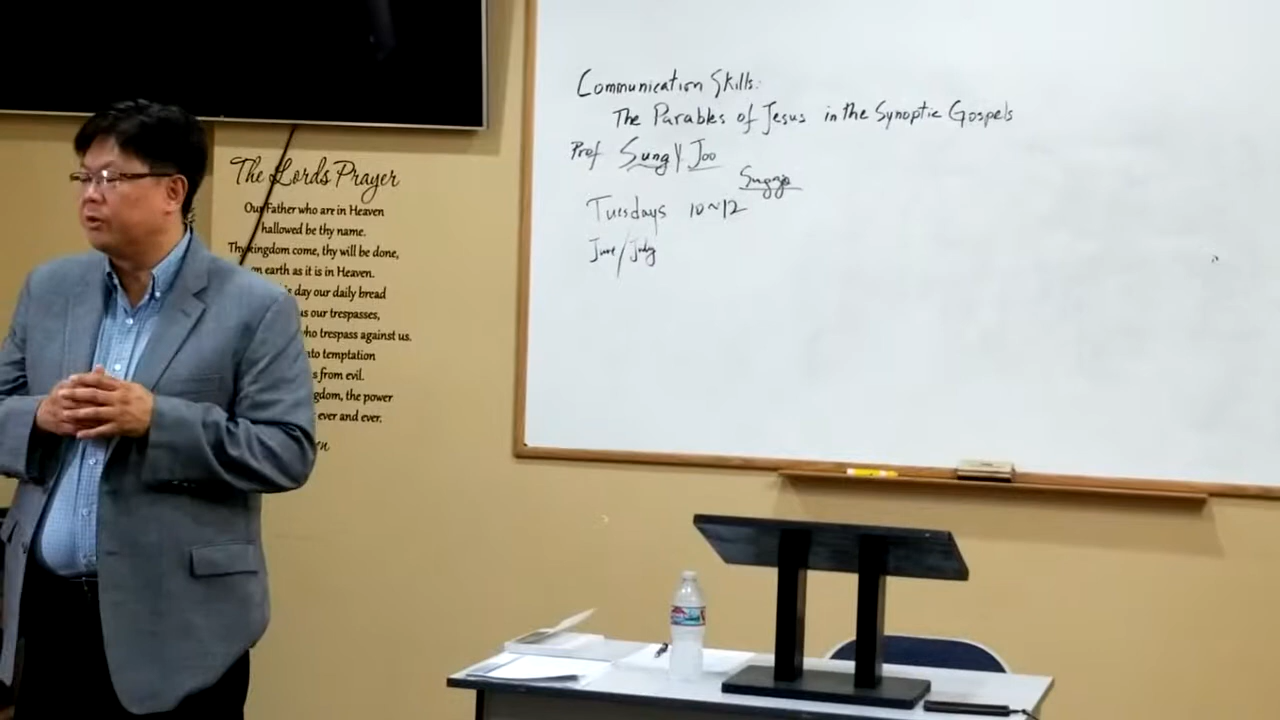 The Lords Prayer
Our Father who are in Heaven
hallowed be thy name.
Thy kingdom come, thy will be done,
on earth as it is in Heaven.
day our daily bread
us our trespasses,
who trespass against us.
temptation
from evil.
the power
ever and ever.
Communication Skills:
The Parables of Jesus in the Synoptic Gospels
Prof Sung Y Joo
Tuesdays 10~12
June/July